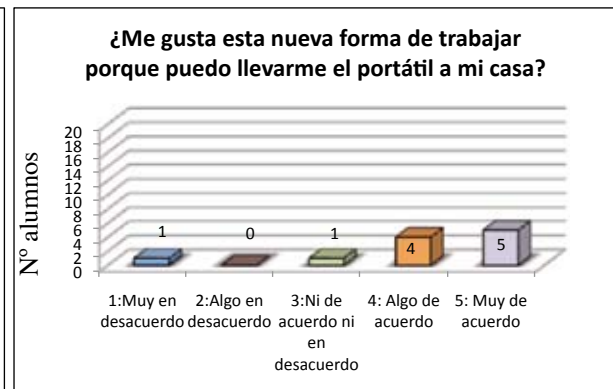 ¿Me gusta esta nueva forma de trabajar
porque puedo llevarme el portátil a mi casa?
Nº alumnos
20
18
16
14
12
10
8
6
4
2
0
1
0
1
4
5
1:Muy en
desacuerdo
2:Algo en
desacuerdo
3:Ni de
acuerdo ni
en
desacuerdo
4: Algo de
acuerdo
5: Muy de
acuerdo